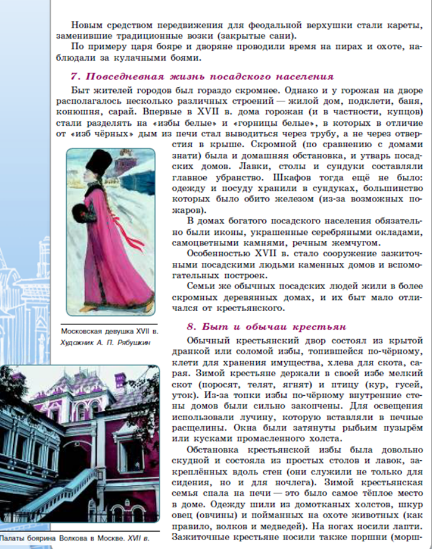 Новым средством передвижения для феодальной верхушки стали кареты,
заменившие традиционные возки (закрытые сани).
По примеру царя бояре и дворяне проводили время на пирах и охоте, на-
блюдали за кулачными боями.
7. Повседневная жизнь посадского населения
Быт жителей городов был гораздо скромнее. Однако и у горожан на дворе
располагалось несколько различных строений — жилой дом, подклети, баня,
конюшня, сарай. Впервые в XVII в. дома горожан (и в частности, купцов)
стали разделять на «избы белые» и «горницы белые», в которых в отличие
от «изб чёрных» дым из печи стал выводиться через трубу, а не через отвер-
стия в крыше. Скромной (по сравнению с домами
знати) была и домашняя обстановка, и утварь посад-
ских домов. Лавки, столы и сундуки составляли
главное убранство. Шкафов тогда ещё не было:
одежду и посуду хранили в сундуках, большинство
которых было обито железом (из-за возможных по-
жаров).
В домах богатого посадского населения обязатель-
но были иконы, украшенные серебряными окладами,
самоцветными камнями, речным жемчугом.
Особенностью XVII в. стало сооружение зажиточ-
ными посадскими людьми каменных домов и вспомо-
гательных построек.
Семьи же обычных посадских людей жили в более
скромных деревянных домах, и их быт мало отли-
чался от крестьянского.
Московская девушка XVII в.
Художник А. П. Рябушкин
8. Быт и обычаи крестьян
Обычный крестьянский двор состоял из крытой
дранкой или соломой избы, топившейся по-чёрному,
клети для хранения имущества, хлева для скота, са-
рая. Зимой крестьяне держали в своей избе мелкий
скот (поросят, телят, ягнят) и птицу (кур, гусей,
уток). Из-за топки избы по-чёрному внутренние сте-
ны домов были сильно закопчены. Для освещения
использовали лучину, которую вставляли в печные
расщелины. Окна были затянуты рыбьим пузырём
или кусками промасленного холста.
Обстановка крестьянской избы была довольно
скудной и состояла из простых столов и лавок, за-
креплённых вдоль стен (они служили не только для
сидения, но и для ночлега). Зимой крестьянская
семья спала на печи — это было самое тёплое место
в доме. Одежду шили из домотканых холстов, шкур
овец (овчины) и пойманных на охоте животных (как
правило, волков и медведей). На ногах носили лапти.
Зажиточные крестьяне носили также поршни (морш-
Палаты боярина Волкова в Москве. XVII в.